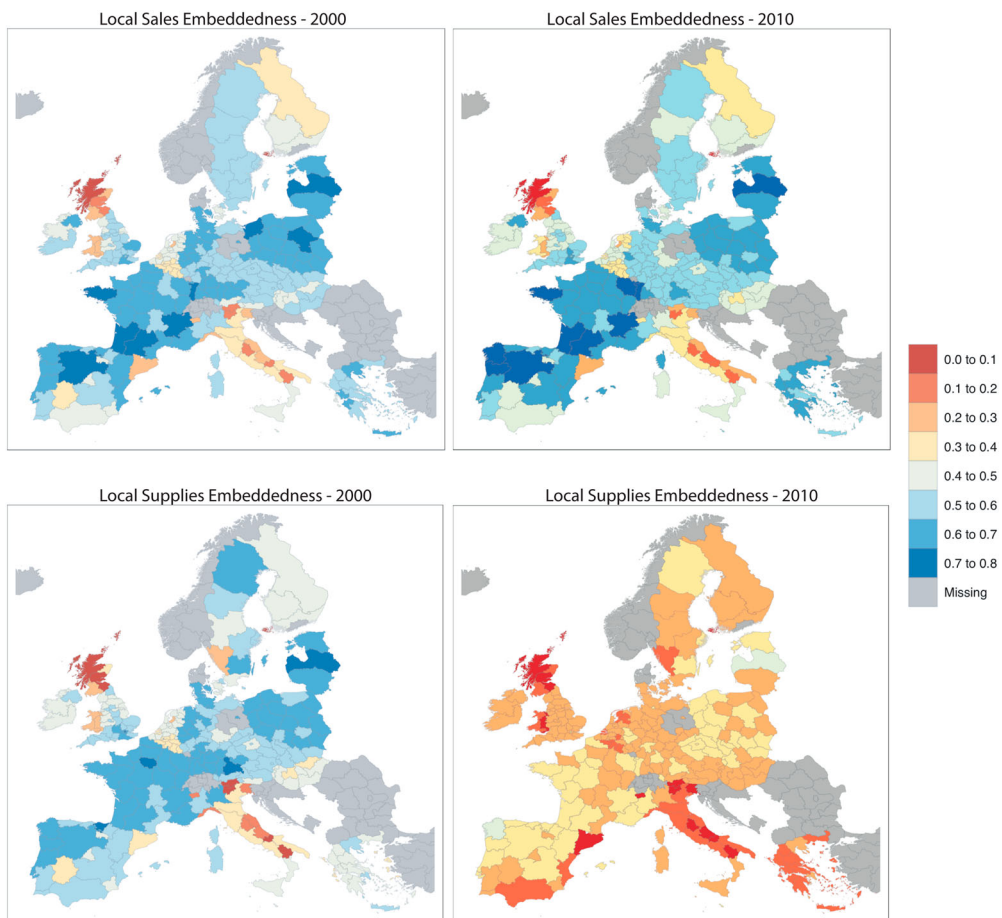 Local Sales Embeddedness - 2000
Local Sales Embeddedness - 2010
Local Supplies Embeddedness - 2000
Local Supplies Embeddedness - 2010
0.0 to 0.1
0.1 to 0.2
0.2 to 0.3
0.3 to 0.4
0.4 to 0.5
0.5 to 0.6
0.6 to 0.7
0.7 to 0.8
Missing